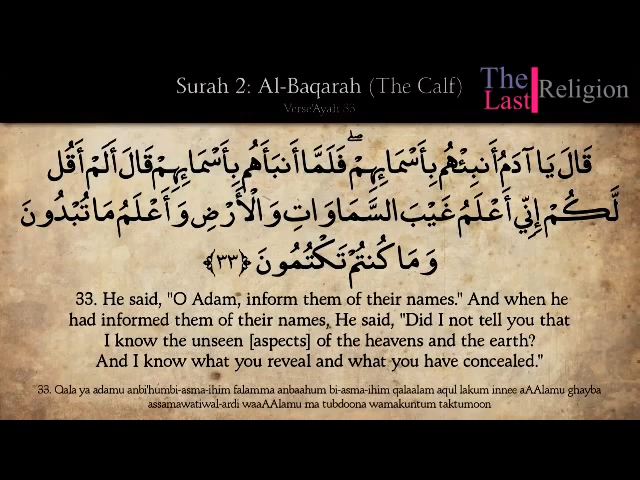 Surah 2: Al-Baqarah (The Calf)
The
Last
Religion
Verse'Ayah 33
قَالَ يَا آدَمُ أَنبِئْهُم بِأَسْمَائِهِمْ ۖ فَلَمَّا أَنبَأَهُم بِأَسْمَائِهِمْ قَالَ أَلَمْ أَقُل
لَّكُمْ إِنِّي أَعْلَمُ غَيْبَ السَّمَاوَاتِ وَالْأَرْضِ وَأَعْلَمُ مَا تُبْدُونَ
وَمَا كُنتُمْ تَكْتُمُونَ ﴿٣٣﴾
33. He said, "O Adam, inform them of their names." And when he
had informed them of their names, He said, "Did I not tell you that
I know the unseen [aspects] of the heavens and the earth?
And I know what you reveal and what you have concealed."
33. Qala ya adamu anbi'humbi-asma-ihim falamma anbaahum bi-asma-ihim qalaalam aqul lakum innee aAAlamu ghayba
assamawatiwal-ardi waaAAlamu ma tubdoona wamakuntum taktumoon